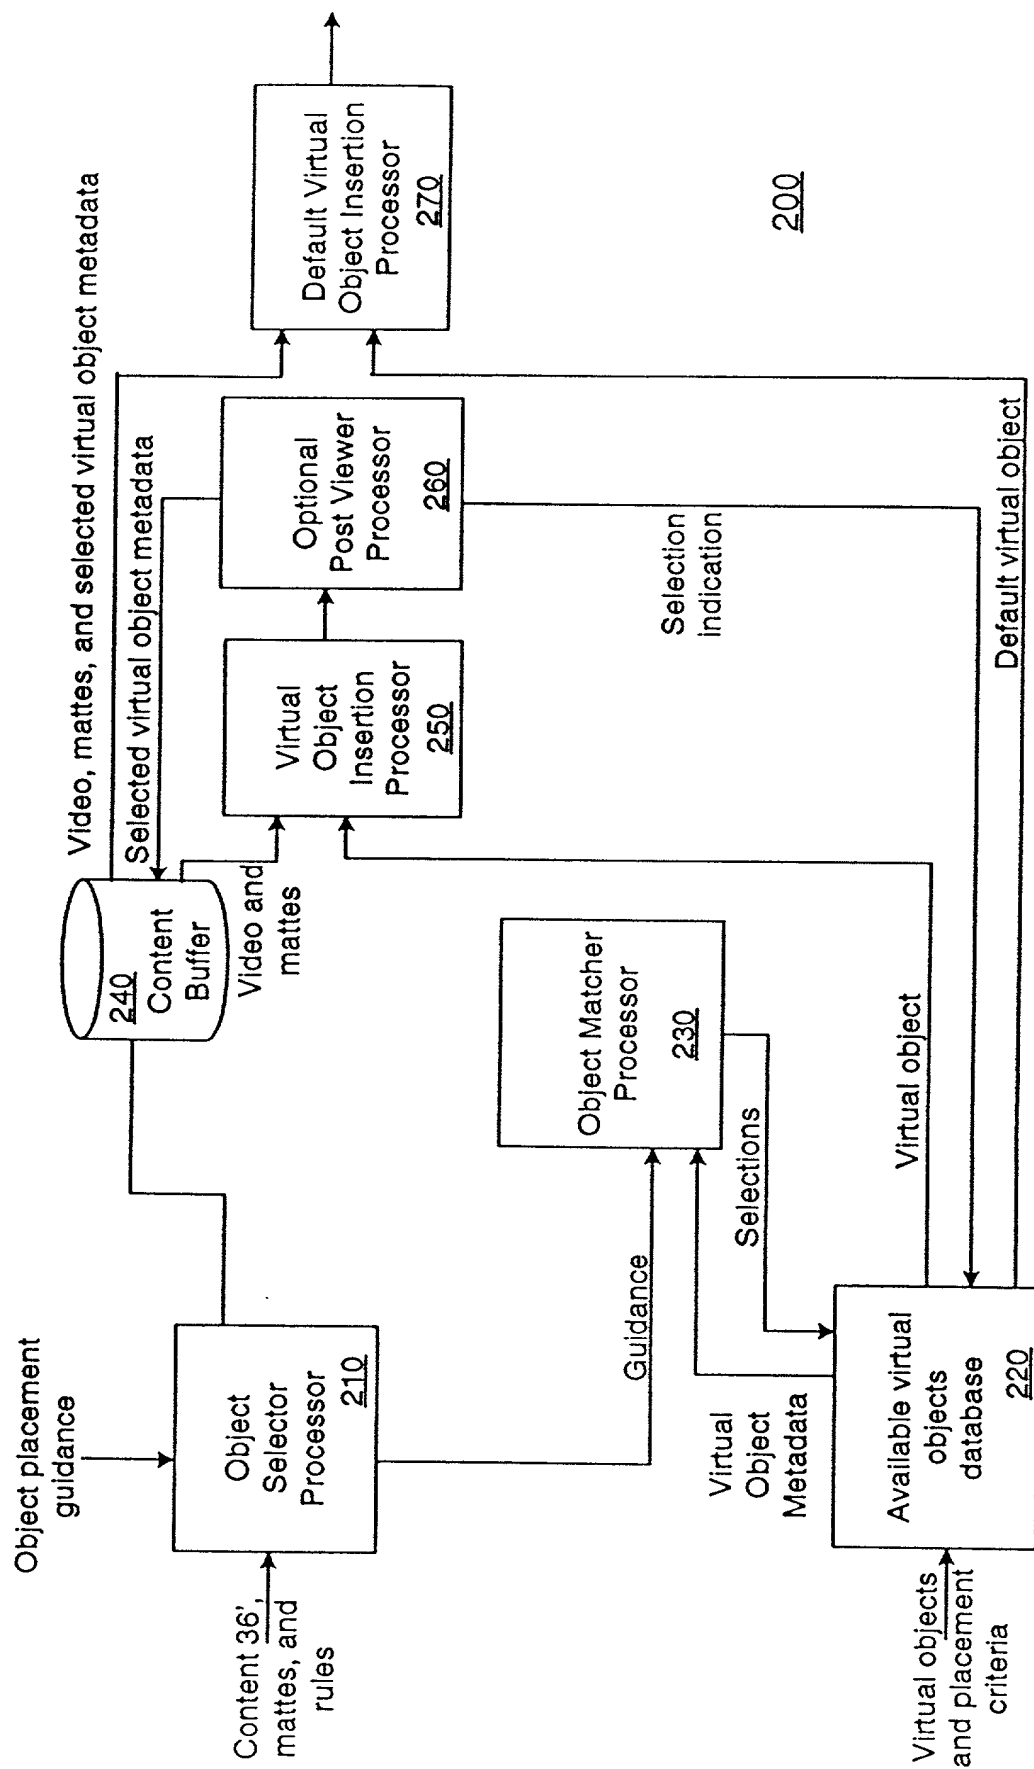 Object placement
guidance
Content 36',
mattes, and
rules
Object
Selector
Processor
210
240
Content
Buffer
Video, mattes, and selected virtual object metadata
Selected virtual object metadata
Video and
mattes
Virtual
Object
Insertion
Processor
250
Optional
Post Viewer
Processor
260
Default Virtual
Object Insertion
Processor
270
Guidance
Object Matcher
Processor
230
Selections
Selection
indication
Virtual
Object
Metadata
Virtual object
Default virtual object
Virtual objects
and placement
criteria
Available virtual
objects
database
220
200